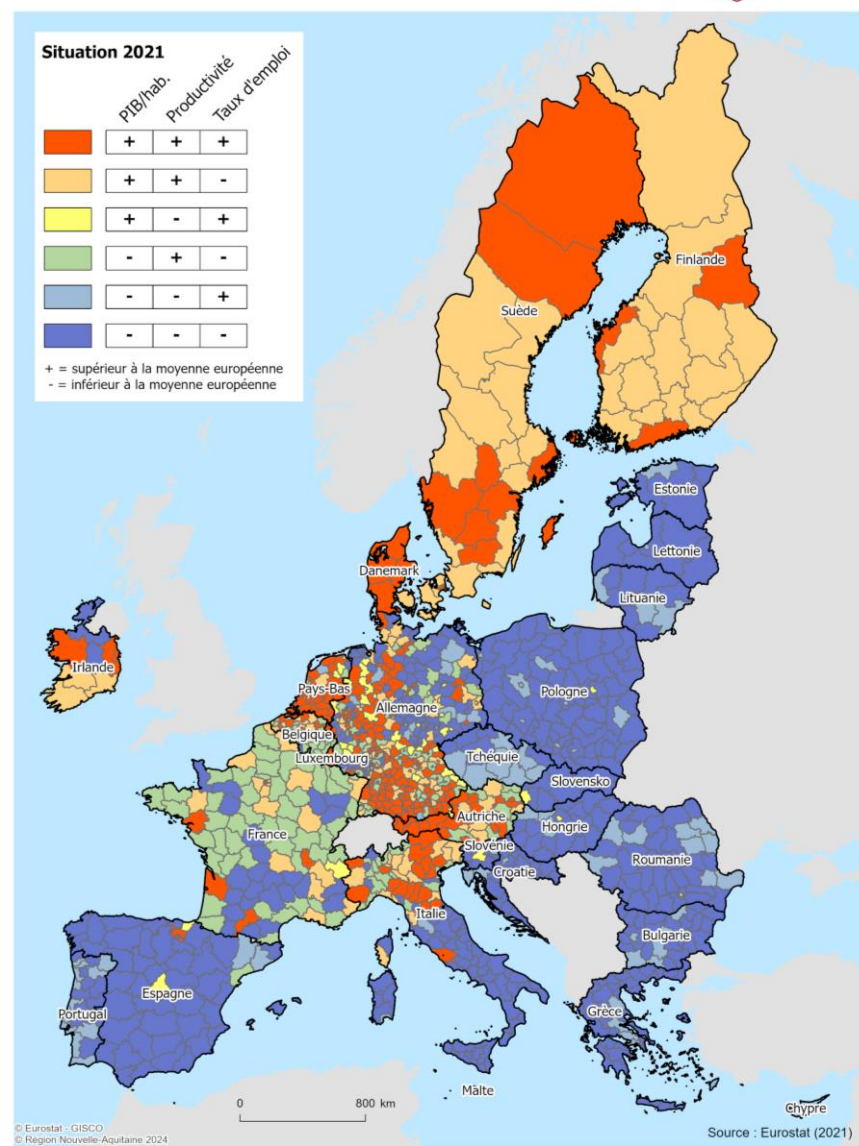 Situation 2021
PIB/hab.
Productivité
Taux d'emploi
+ + +
+ + -
+ - +
- + -
- - +
- - -
+ = supérieur à la moyenne européenne
- = inférieur à la moyenne européenne
Finlande
Suède
Estonie
Lettonie
Danemark
Lituanie
Irlande
Pays-Bas
Allemagne
Pologne
Belgique
Luxembourg
Tchéquie
Slovensko
Autriche
France
Hongrie
Slovénie
Roumanie
Croatie
Italie
Bulgarie
Espagne
Portugal
Grèce
Malte
Chypre
0 800 km
© Eurostat - GISCO
© Région Nouvelle-Aquitaine 2024
Source : Eurostat (2021)